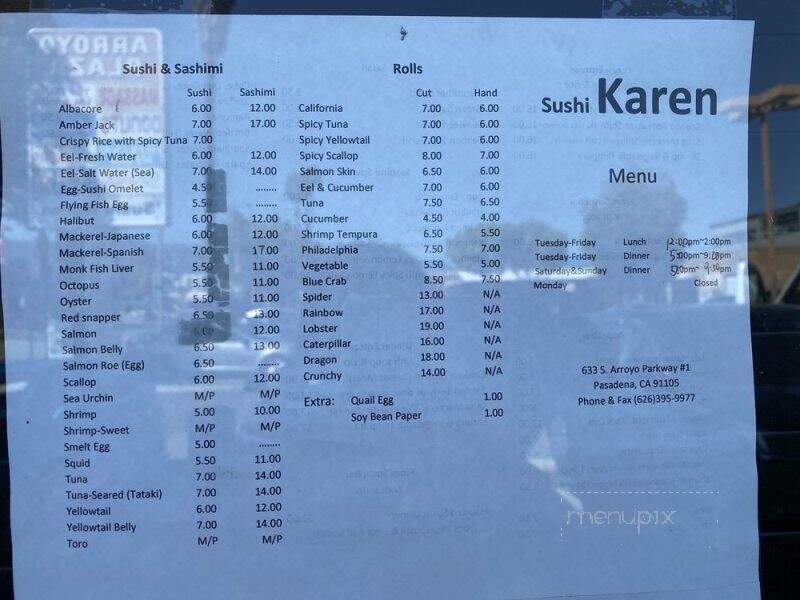 Sushi & Sashimi
Sushi Sashimi
Albacore 6.00 12.00
Amber Jack 7.00 17.00
Crispy Rice with Spicy Tuna 7.00
Eel-Fresh Water 6.00 12.00
Eel-Salt Water (Sea) 7.00 14.00
Egg-Sushi Omelet 4.50 ........
Flying Fish Egg 5.50 ........
Halibut 6.00 12.00
Mackerel-Japanese 6.00 12.00
Mackerel-Spanish 7.00 17.00
Monk Fish Liver 5.50 11.00
Octopus 5.50 11.00
Oyster 5.50 11.00
Red snapper 6.50 13.00
Salmon 6.00 12.00
Salmon Belly 6.50 13.00
Salmon Roe (Egg) 6.50 ........
Scallop 6.00 12.00
Sea Urchin M/P M/P
Shrimp 5.00 10.00
Shrimp-Sweet M/P M/P
Smelt Egg 5.00 ........
Squid 5.50 11.00
Tuna 7.00 14.00
Tuna-Seared (Tataki) 7.00 14.00
Yellowtail 6.00 12.00
Yellowtail Belly 7.00 14.00
Toro M/P M/P
Rolls
Cut Hand
California 7.00 6.00
Spicy Tuna 7.00 6.00
Spicy Yellowtail 7.00 6.00
Spicy Scallop 8.00 7.00
Salmon Skin 6.50 6.00
Eel & Cucumber 7.00 6.00
Tuna 7.50 6.50
Cucumber 4.50 4.00
Shrimp Tempura 6.50 5.50
Philadelphia 7.50 7.00
Vegetable 5.50 5.00
Blue Crab 8.50 7.50
Spider 13.00 N/A
Rainbow 17.00 N/A
Lobster 19.00 N/A
Caterpillar 16.00 N/A
Dragon 18.00 N/A
Crunchy 14.00 N/A
Extra: Quail Egg 1.00
Soy Bean Paper 1.00
Sushi Karen
Menu
Tuesday-Friday Lunch 12:00pm~2:00pm
Tuesday-Friday Dinner 5:00pm~9:00pm
Saturday&Sunday Dinner 5:00pm~
Monday Closed
633 S. Arroyo Parkway #1
Pasadena, CA 91105
Phone & Fax (626)395-9977
menupix